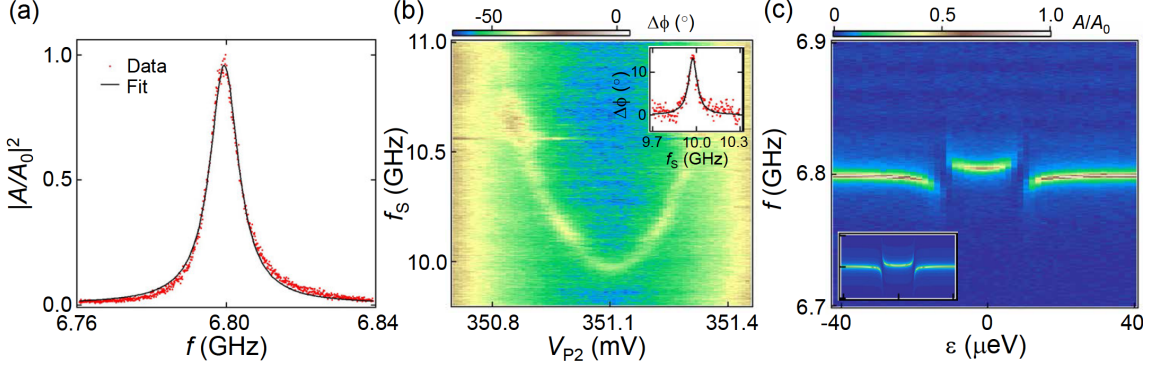 (a)
|A/A₀|²
1.0
0.5
0.0
Data
Fit
6.76
6.80
6.84
f (GHz)
(b)
-50
0
Δϕ (°)
fS (GHz)
11.0
10.5
10.0
Δϕ (°)
10
0
9.7
10.0
10.3
fS (GHz)
350.8
351.1
351.4
VP2 (mV)
(c)
0
0.5
1.0
A/A₀
f (GHz)
6.9
6.8
6.7
-40
0
40
ε (μeV)